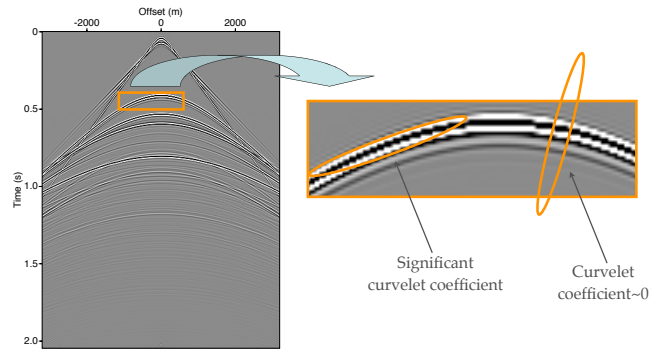 Offset (m)
-2000 0 2000
0
0.5
1.0
1.5
2.0
Time (s)
Significant
curvelet coefficient
Curvelet
coefficient~0